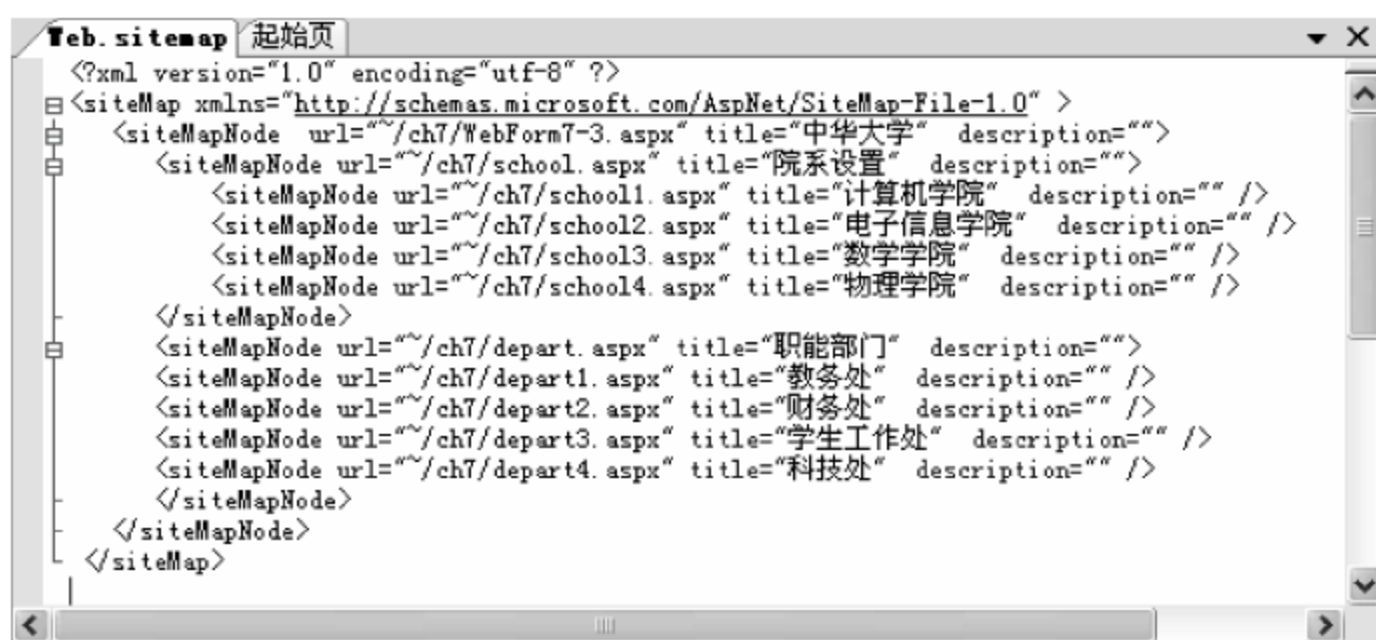 Web.sitemap 起始页
<?xml version="1.0" encoding="utf-8" ?>
<siteMap xmlns="http://schemas.microsoft.com/AspNet/SiteMap-File-1.0" >
<siteMapNode url="~/ch7/WebForm7-3.aspx" title="中华大学" description="">
<siteMapNode url="~/ch7/school.aspx" title="院系设置" description="">
<siteMapNode url="~/ch7/school1.aspx" title="计算机学院" description="" />
<siteMapNode url="~/ch7/school2.aspx" title="电子信息学院" description="" />
<siteMapNode url="~/ch7/school3.aspx" title="数学学院" description="" />
<siteMapNode url="~/ch7/school4.aspx" title="物理学院" description="" />
</siteMapNode>
<siteMapNode url="~/ch7/depart.aspx" title="职能部门" description="">
<siteMapNode url="~/ch7/depart1.aspx" title="教务处" description="" />
<siteMapNode url="~/ch7/depart2.aspx" title="财务处" description="" />
<siteMapNode url="~/ch7/depart3.aspx" title="学生工作处" description="" />
<siteMapNode url="~/ch7/depart4.aspx" title="科技处" description="" />
</siteMapNode>
</siteMapNode>
</siteMap>